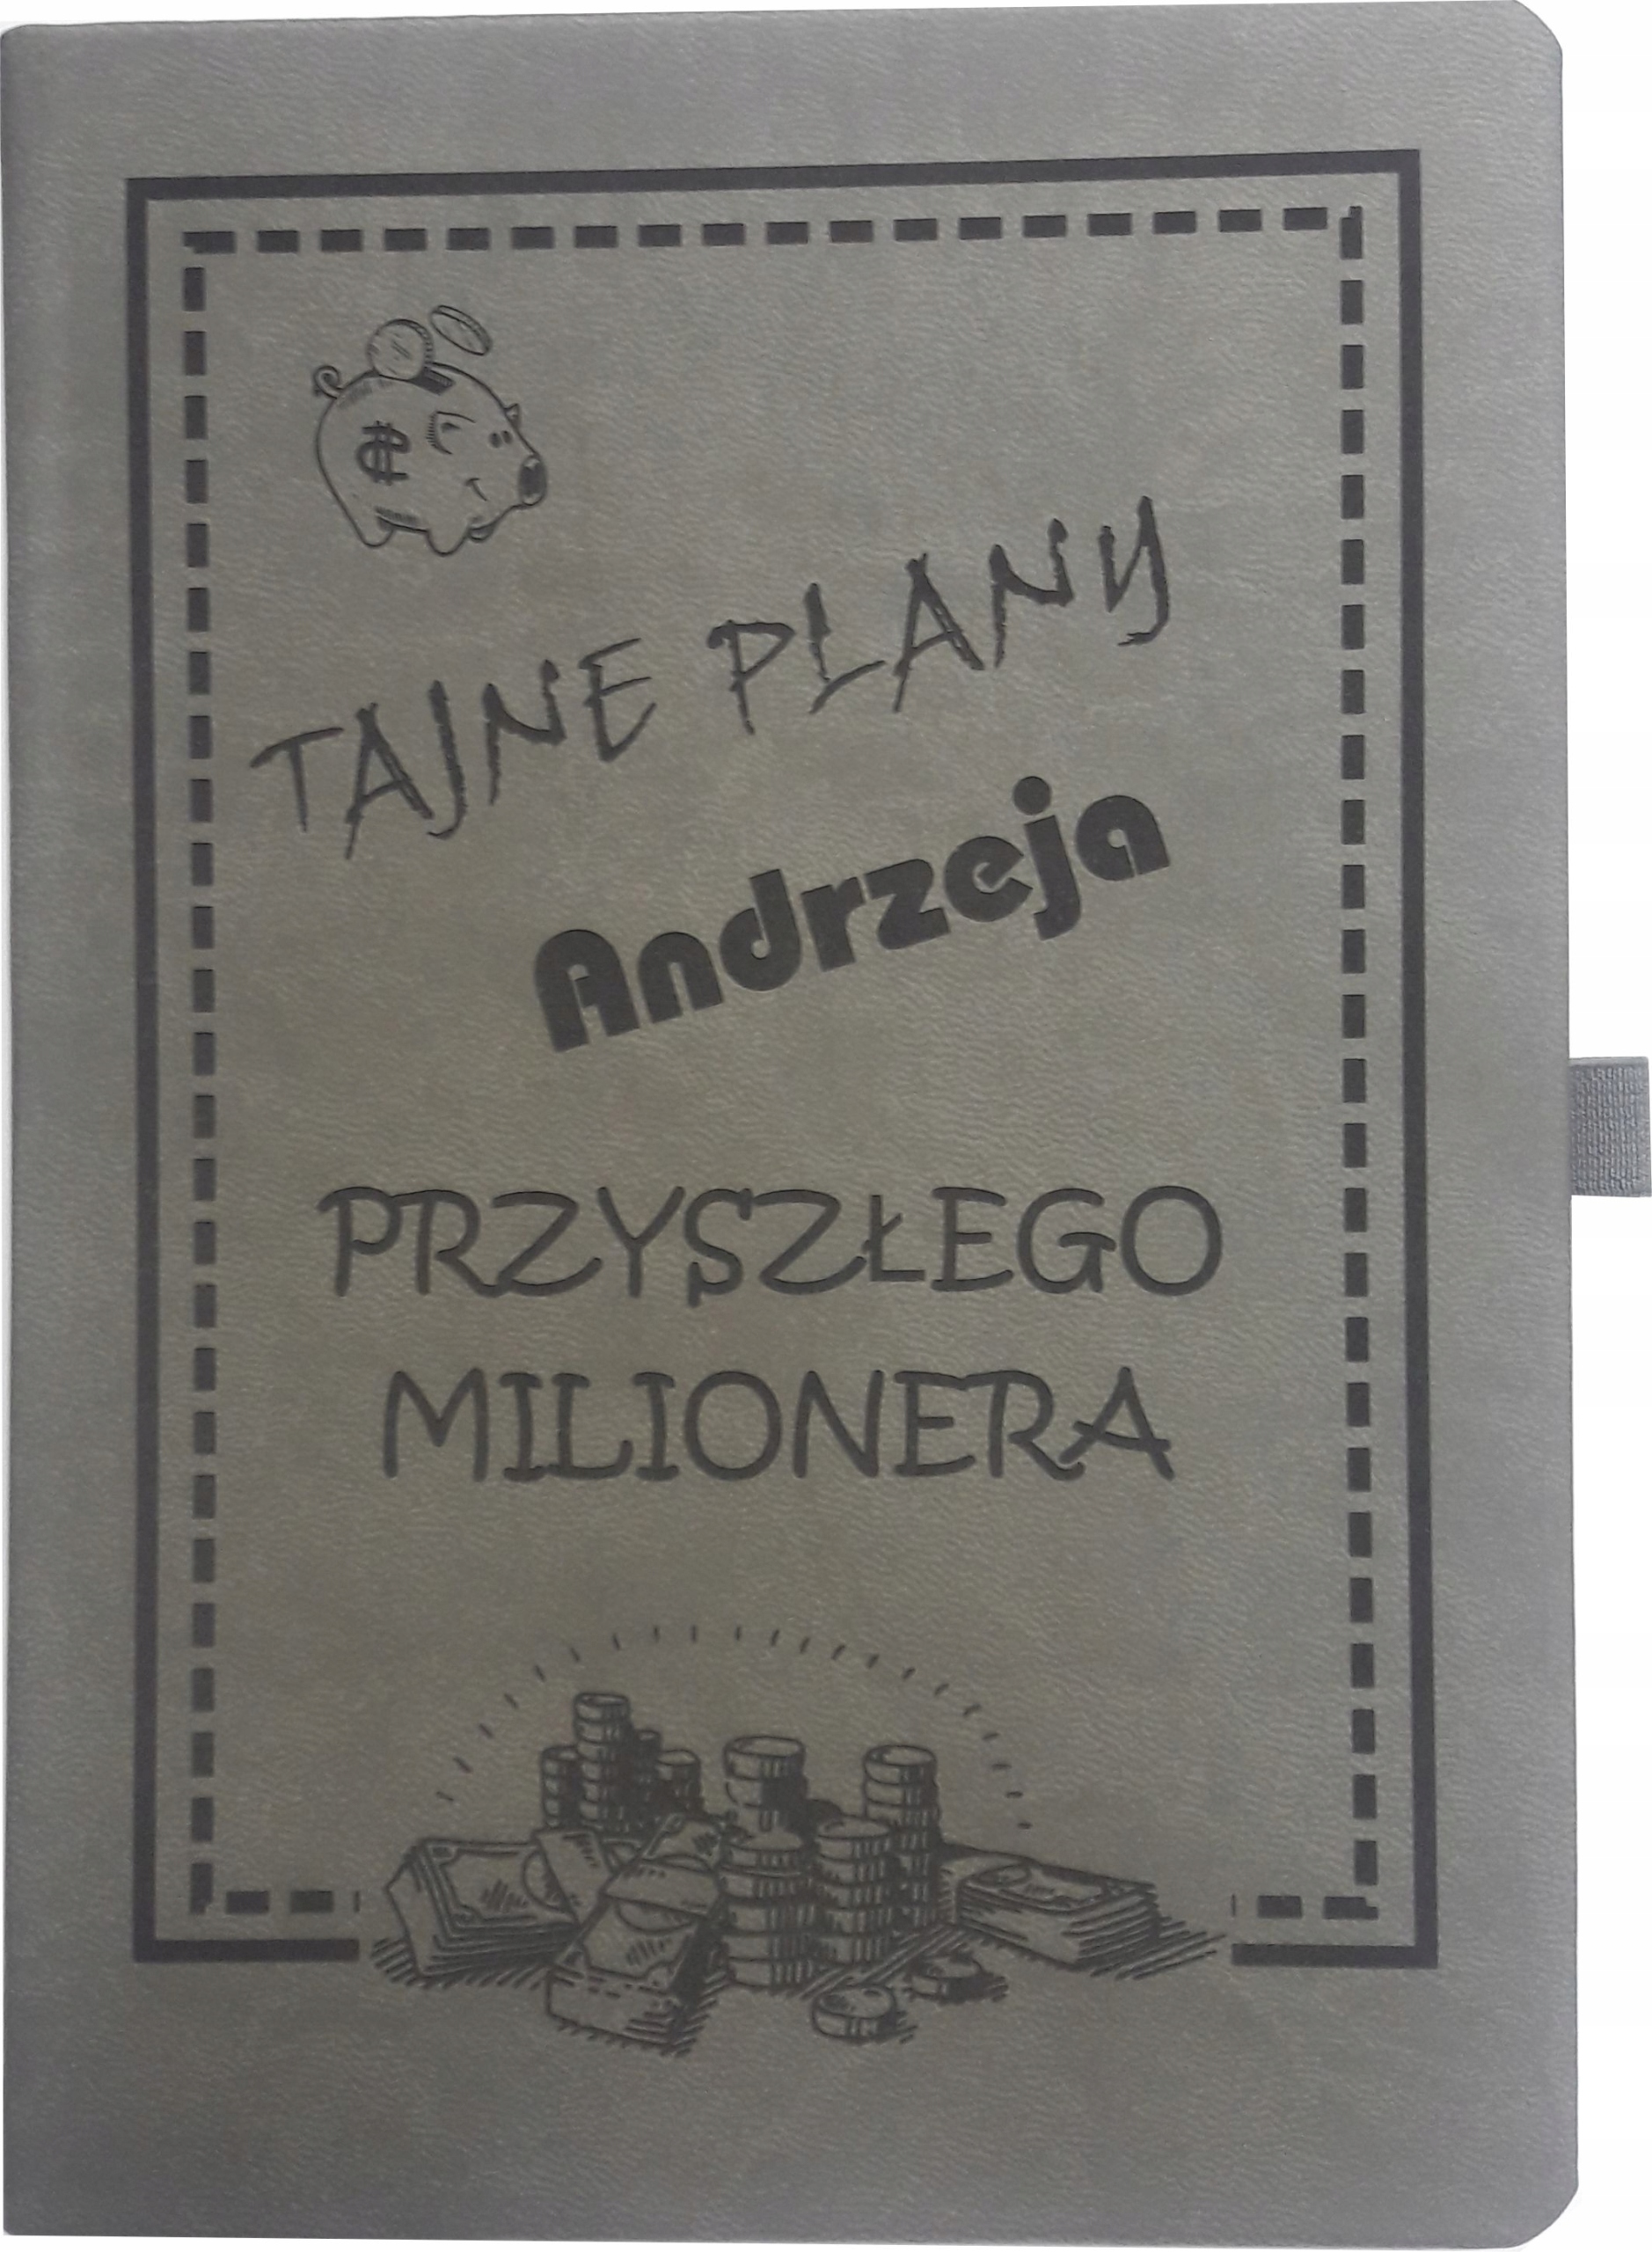 TAJNE PLANY
Andrzeja
PRZYSZŁEGO
MILIONERA